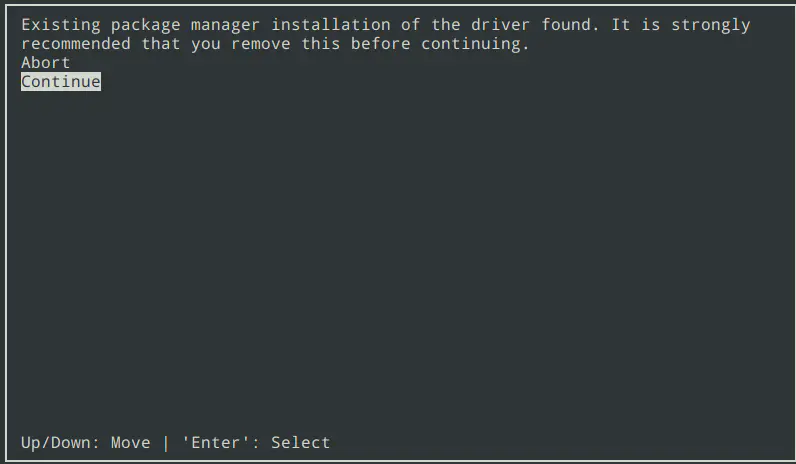 Existing package manager installation of the driver found. It is strongly
recommended that you remove this before continuing.
Abort
Continue
Up/Down: Move | 'Enter': Select